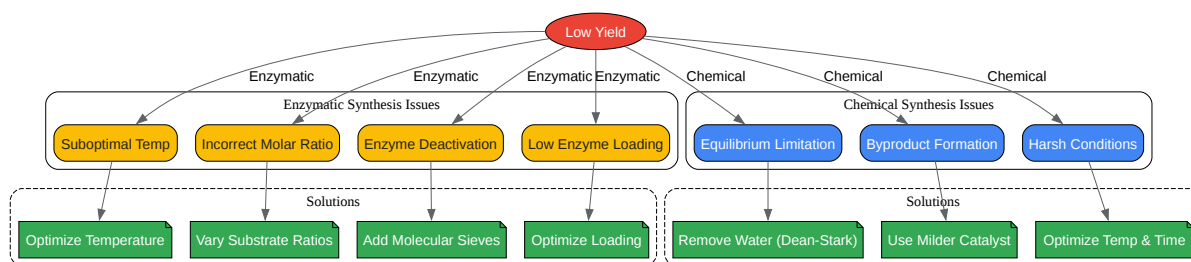 Low Yield
Enzymatic
Enzymatic
Enzymatic
Enzymatic
Chemical
Chemical
Chemical
Enzymatic Synthesis Issues
Chemical Synthesis Issues
Suboptimal Temp
Incorrect Molar Ratio
Enzyme Deactivation
Low Enzyme Loading
Equilibrium Limitation
Byproduct Formation
Harsh Conditions
Solutions
Solutions
Optimize Temperature
Vary Substrate Ratios
Add Molecular Sieves
Optimize Loading
Remove Water (Dean-Stark)
Use Milder Catalyst
Optimize Temp & Time